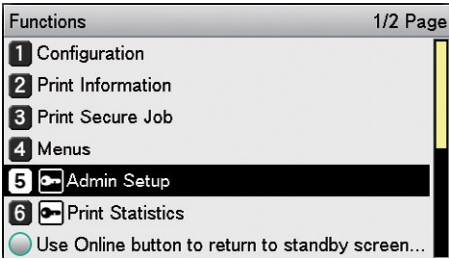 Functions 1/2 Page
1 Configuration
2 Print Information
3 Print Secure Job
4 Menus
5 Admin Setup
6 Print Statistics
Use Online button to return to standby screen...